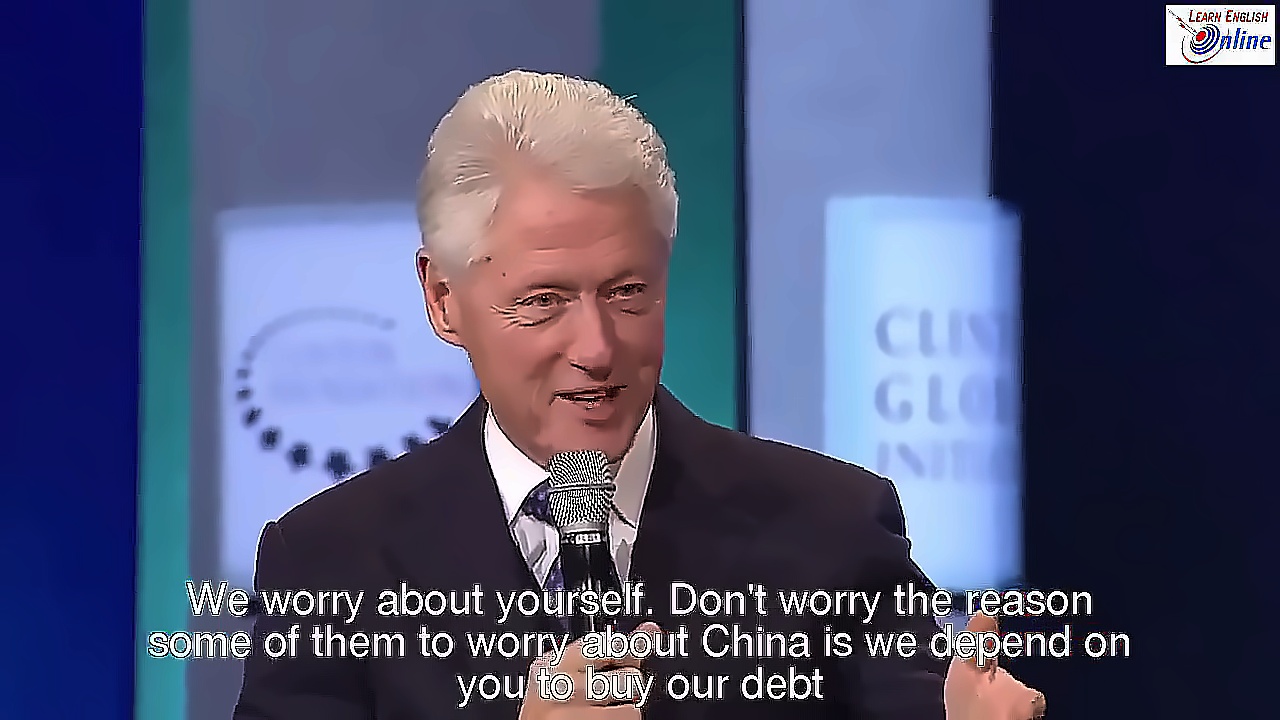 LEARN ENGLISH
Online
CLIN
GLO
INIT
We worry about yourself. Don't worry the reason
some of them to worry about China is we depend on
you to buy our debt